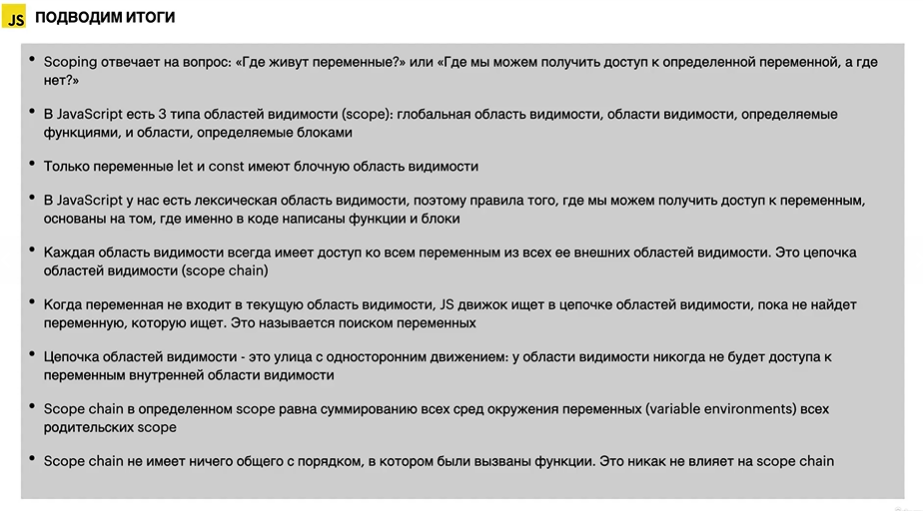 JS ПОДВОДИМ ИТОГИ
• Scoping отвечает на вопрос: «Где живут переменные?» или «Где мы можем получить доступ к определенной переменной, а где
нет?»
• В JavaScript есть 3 типа областей видимости (scope): глобальная область видимости, области видимости, определяемые
функциями, и области, определяемые блоками
• Только переменные let и const имеют блочную область видимости
• В JavaScript у нас есть лексическая область видимости, поэтому правила того, где мы можем получить доступ к переменным,
основаны на том, где именно в коде написаны функции и блоки
• Каждая область видимости всегда имеет доступ ко всем переменным из всех ее внешних областей видимости. Это цепочка
областей видимости (scope chain)
• Когда переменная не входит в текущую область видимости, JS движок ищет в цепочке областей видимости, пока не найдет
переменную, которую ищет. Это называется поиском переменных
• Цепочка областей видимости - это улица с односторонним движением: у области видимости никогда не будет доступа к
переменным внутренней области видимости
• Scope chain в определенном scope равна суммированию всех сред окружения переменных (variable environments) всех
родительских scope
• Scope chain не имеет ничего общего с порядком, в котором были вызваны функции. Это никак не влияет на scope chain